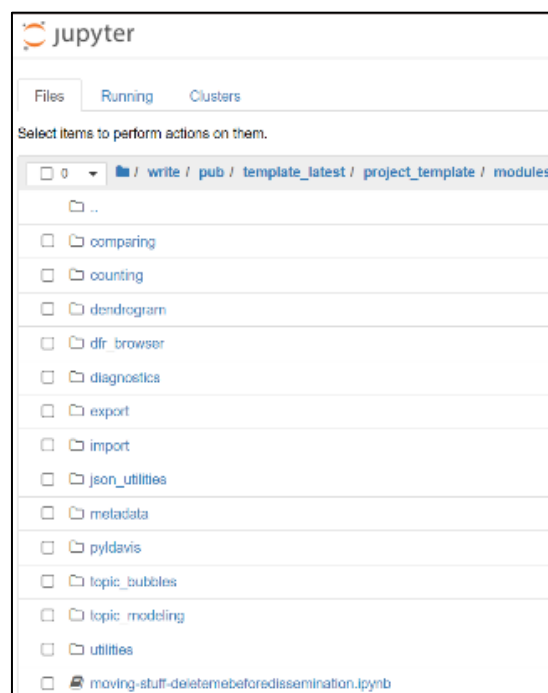 jupyter
Files Running Clusters
Select items to perform actions on them.
0 / write / pub / template_latest / project_template / modules
..
comparing
counting
dendrogram
dfr_browser
diagnostics
export
import
json_utilities
metadata
pyldavis
topic_bubbles
topic_modeling
utilities
moving-stuff-deletemebeforedissemination.ipynb